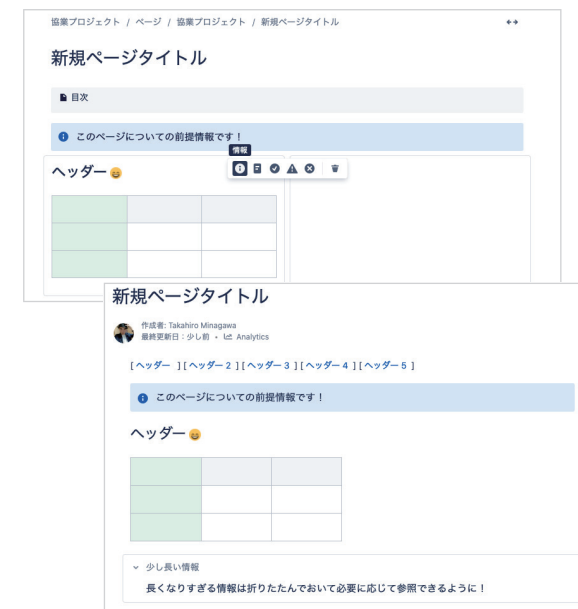 協業プロジェクト / ページ / 協業プロジェクト / 新規ページタイトル
新規ページタイトル
目次
このページについての前提情報です！
情報
ヘッダー😄
新規ページタイトル
作成者: Takahiro Minagawa
最終更新日：少し前 • Analytics
[ヘッダー ] [ヘッダー 2 ] [ヘッダー 3 ] [ヘッダー 4 ] [ヘッダー 5 ]
このページについての前提情報です！
ヘッダー😄
少し長い情報
長くなりすぎる情報は折りたたんでおいて必要に応じて参照できるように！